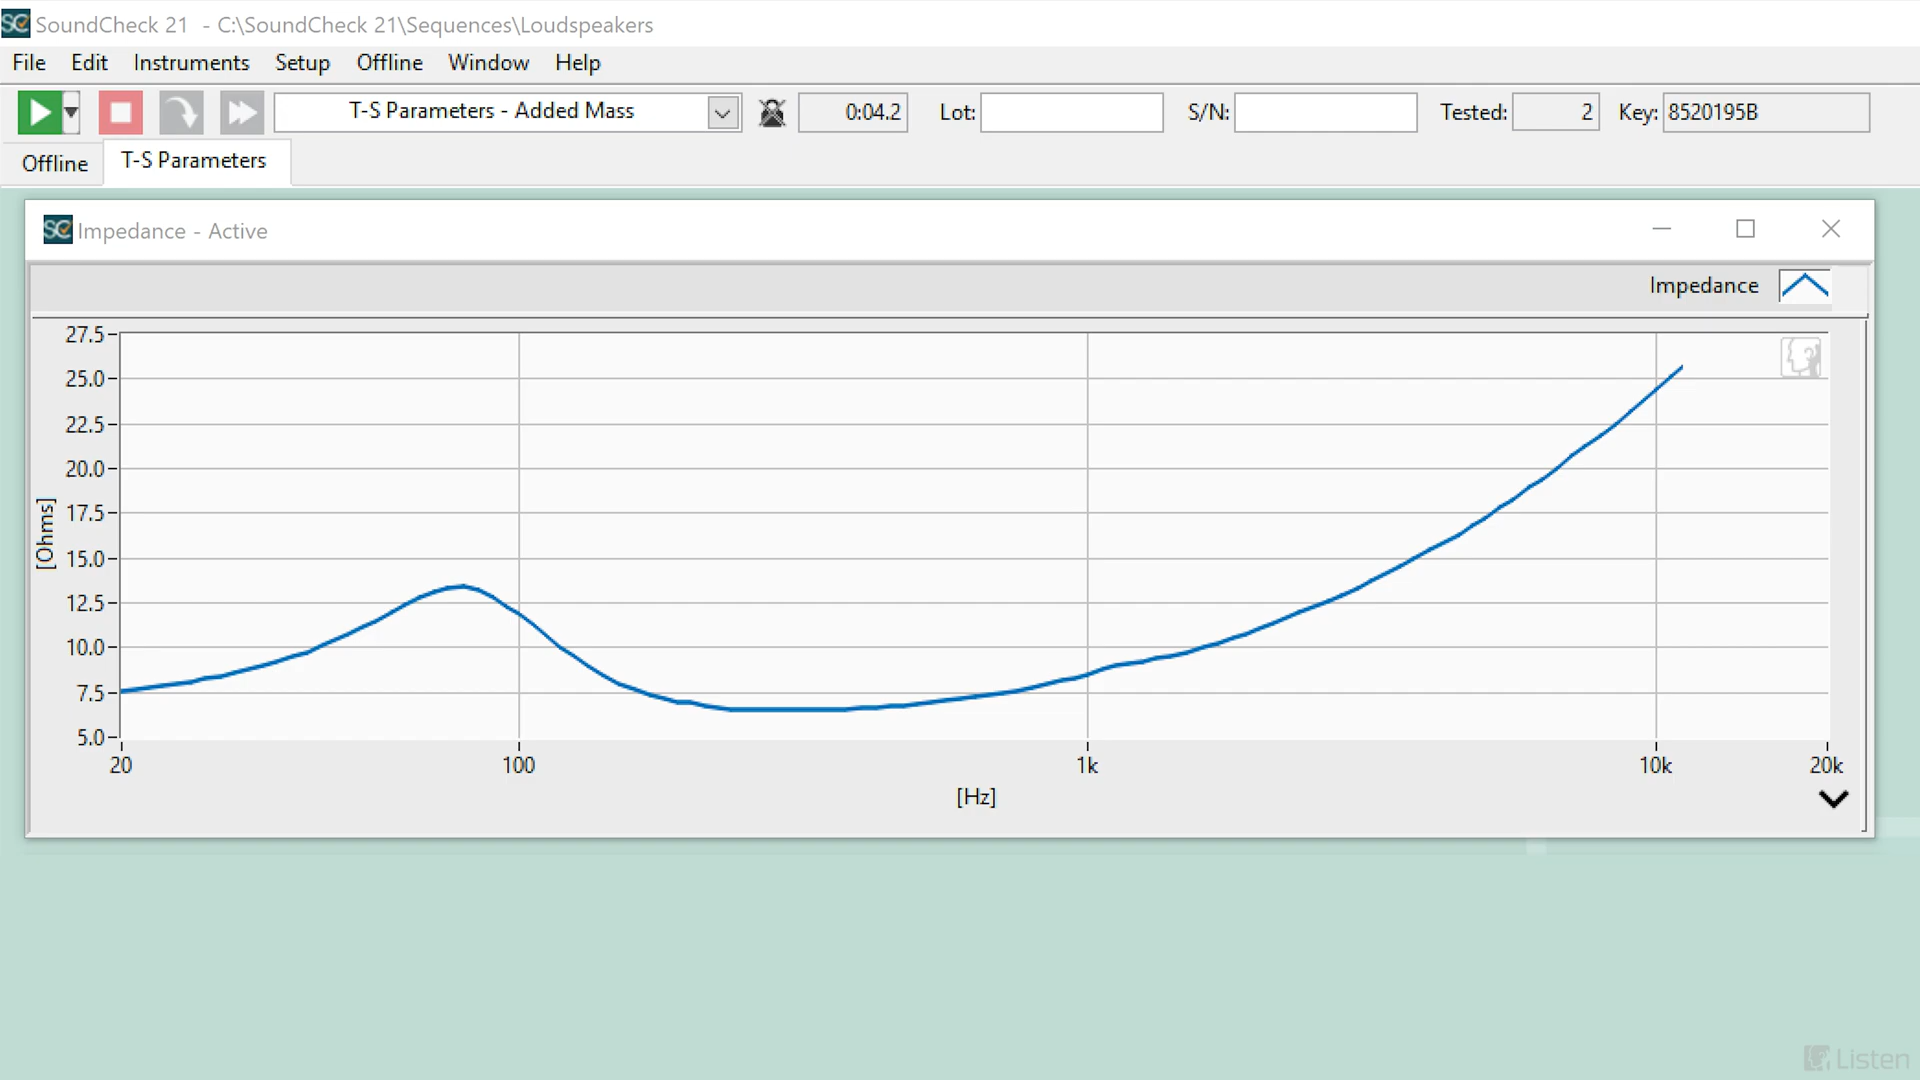 SC SoundCheck 21 - C:\SoundCheck 21\Sequences\Loudspeakers
File Edit Instruments Setup Offline Window Help
T-S Parameters - Added Mass 0:04.2 Lot: S/N: Tested: 2 Key: 8520195B
Offline T-S Parameters
SC Impedance - Active
Impedance
27.5
25.0
22.5
20.0
17.5
15.0
12.5
10.0
7.5
5.0
[Ohms]
20 100 1k 10k 20k
[Hz]
Listen